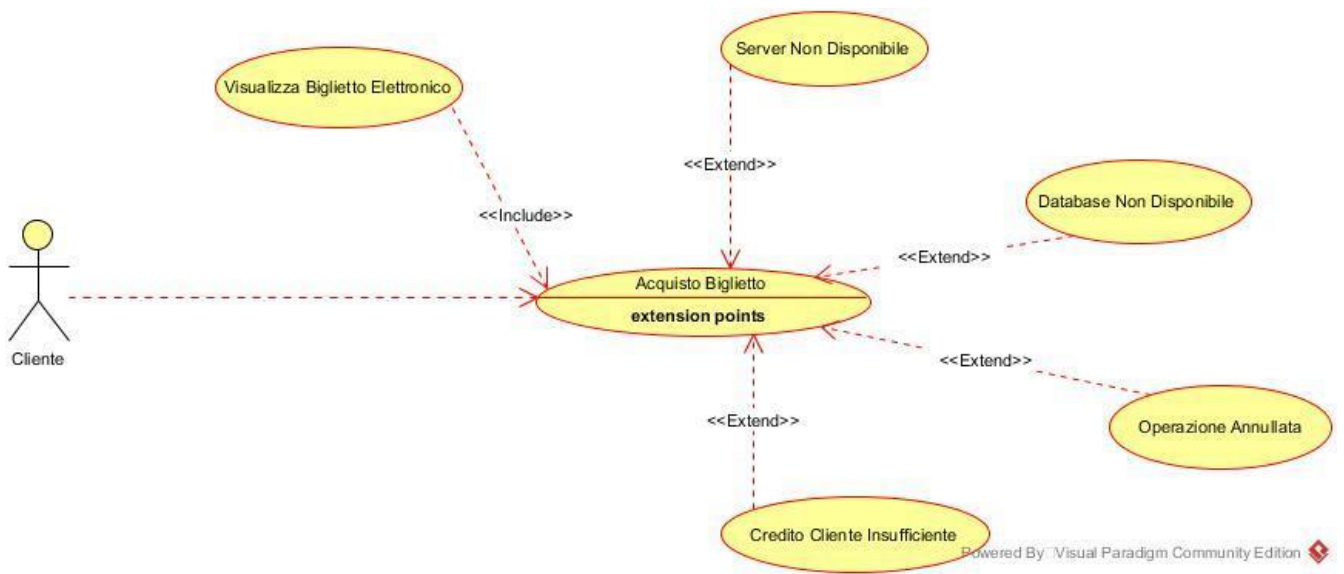 Server Non Disponibile
Visualizza Biglietto Elettronico
<<Extend>>
Database Non Disponibile
<<Include>>
<<Extend>>
Acquisto Biglietto
extension points
Cliente
<<Extend>>
<<Extend>>
Operazione Annullata
Credito Cliente Insufficiente
Powered By Visual Paradigm Community Edition